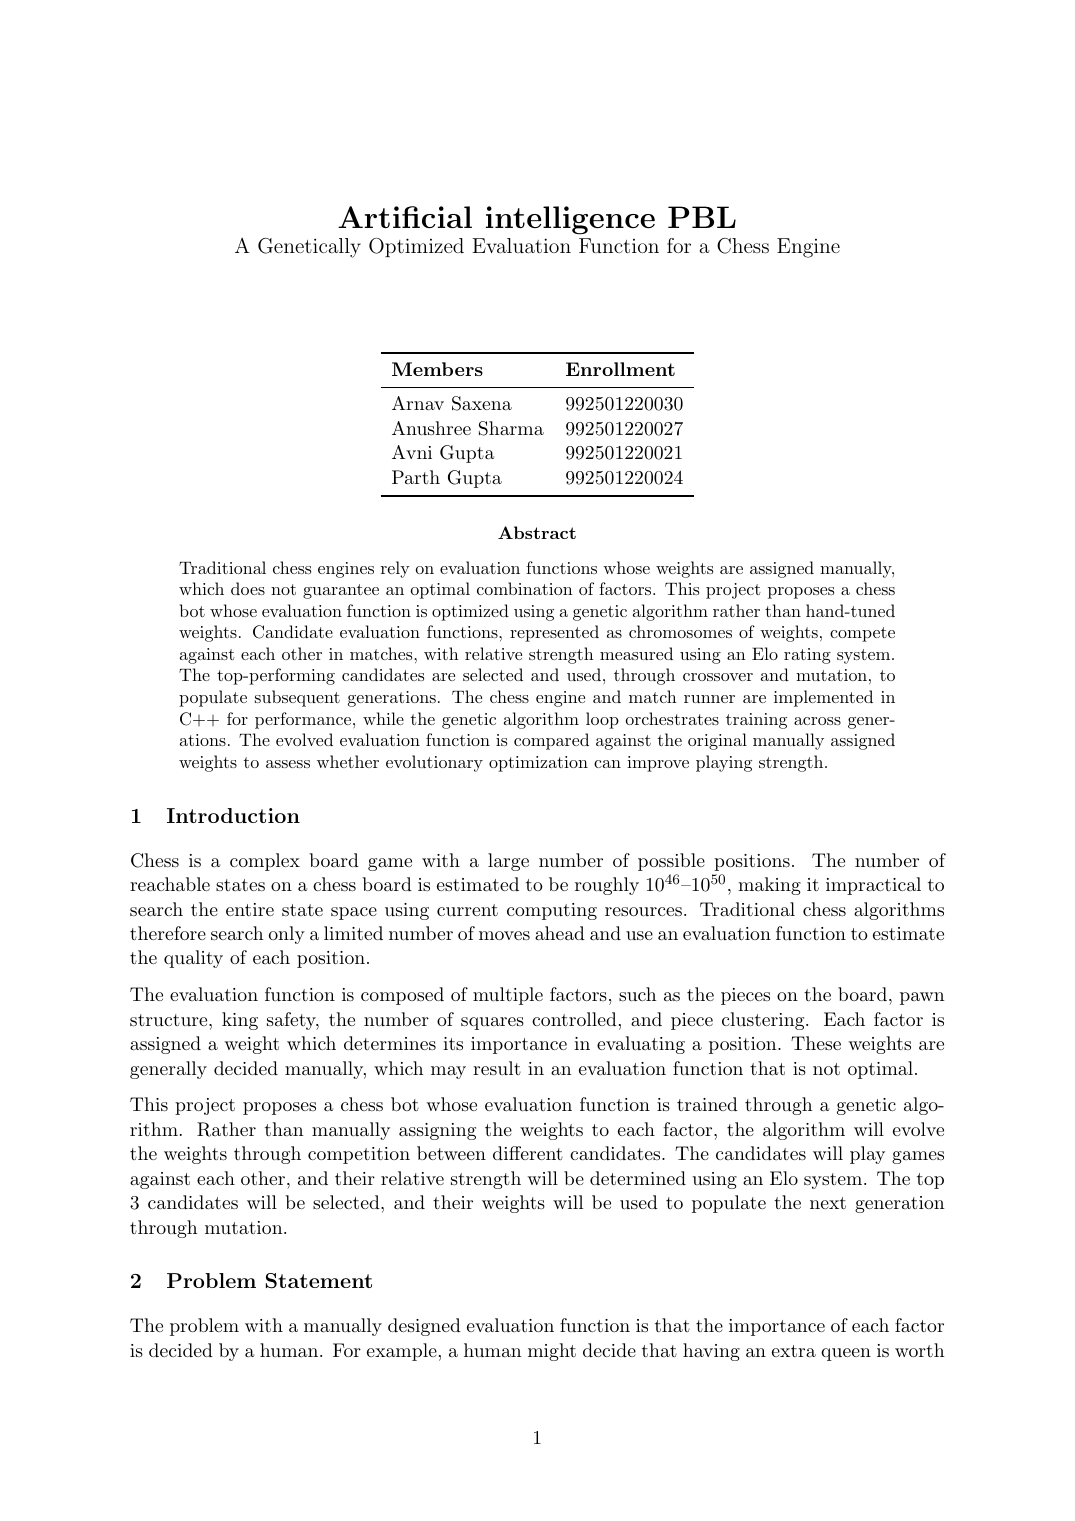 Artificial intelligence PBL
A Genetically Optimized Evaluation Function for a Chess Engine
Members Enrollment
Arnav Saxena 992501220030
Anushree Sharma 992501220027
Avni Gupta 992501220021
Parth Gupta 992501220024
Abstract
Traditional chess engines rely on evaluation functions whose weights are assigned manually,
which does not guarantee an optimal combination of factors. This project proposes a chess
bot whose evaluation function is optimized using a genetic algorithm rather than hand-tuned
weights. Candidate evaluation functions, represented as chromosomes of weights, compete
against each other in matches, with relative strength measured using an Elo rating system.
The top-performing candidates are selected and used, through crossover and mutation, to
populate subsequent generations. The chess engine and match runner are implemented in
C++ for performance, while the genetic algorithm loop orchestrates training across gener-
ations. The evolved evaluation function is compared against the original manually assigned
weights to assess whether evolutionary optimization can improve playing strength.
1 Introduction
Chess is a complex board game with a large number of possible positions. The number of
reachable states on a chess board is estimated to be roughly 10^46–10^50, making it impractical to
search the entire state space using current computing resources. Traditional chess algorithms
therefore search only a limited number of moves ahead and use an evaluation function to estimate
the quality of each position.
The evaluation function is composed of multiple factors, such as the pieces on the board, pawn
structure, king safety, the number of squares controlled, and piece clustering. Each factor is
assigned a weight which determines its importance in evaluating a position. These weights are
generally decided manually, which may result in an evaluation function that is not optimal.
This project proposes a chess bot whose evaluation function is trained through a genetic algo-
rithm. Rather than manually assigning the weights to each factor, the algorithm will evolve
the weights through competition between different candidates. The candidates will play games
against each other, and their relative strength will be determined using an Elo system. The top
3 candidates will be selected, and their weights will be used to populate the next generation
through mutation.
2 Problem Statement
The problem with a manually designed evaluation function is that the importance of each factor
is decided by a human. For example, a human might decide that having an extra queen is worth
1